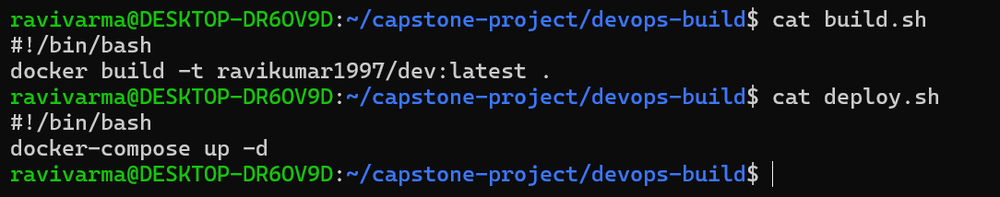 ravivarma@DESKTOP-DR6OV9D:~/capstone-project/devops-build$ cat build.sh
#!/bin/bash
docker build -t ravikumar1997/dev:latest .
ravivarma@DESKTOP-DR6OV9D:~/capstone-project/devops-build$ cat deploy.sh
#!/bin/bash
docker-compose up -d
ravivarma@DESKTOP-DR6OV9D:~/capstone-project/devops-build$